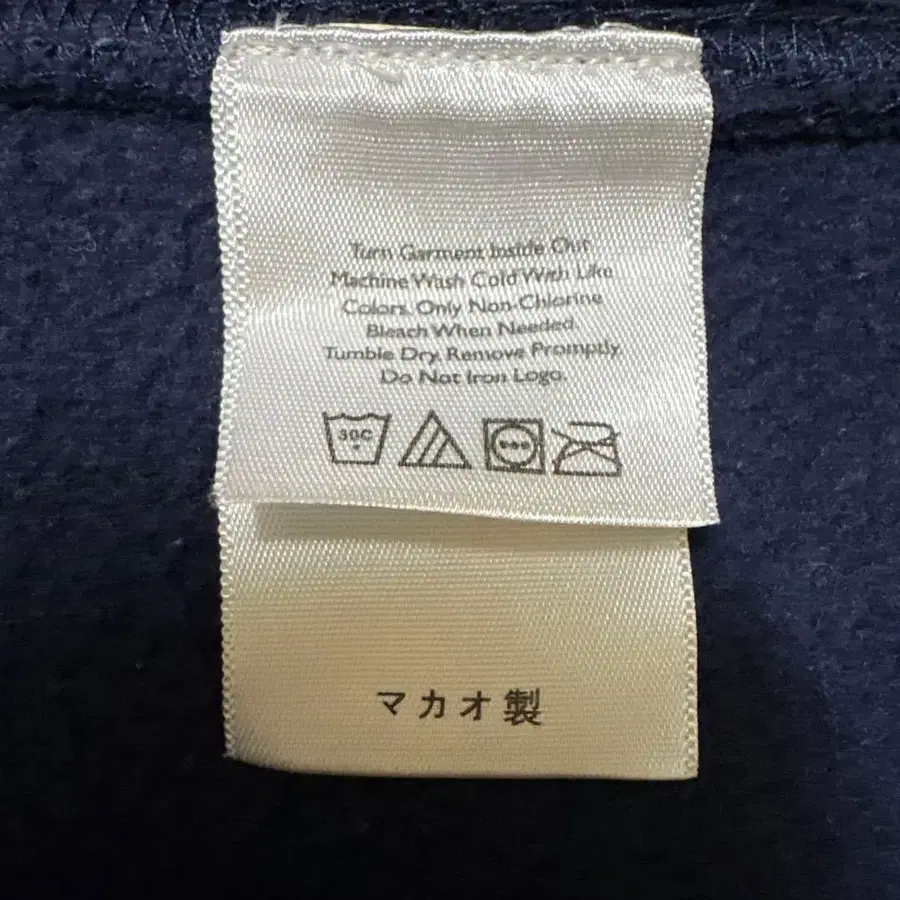 Turn Garment Inside Out
Machine Wash Cold With Like
Colors. Only Non-Chlorine
Bleach When Needed.
Tumble Dry. Remove Promptly.
Do Not Iron Logo.
30C
マカオ製